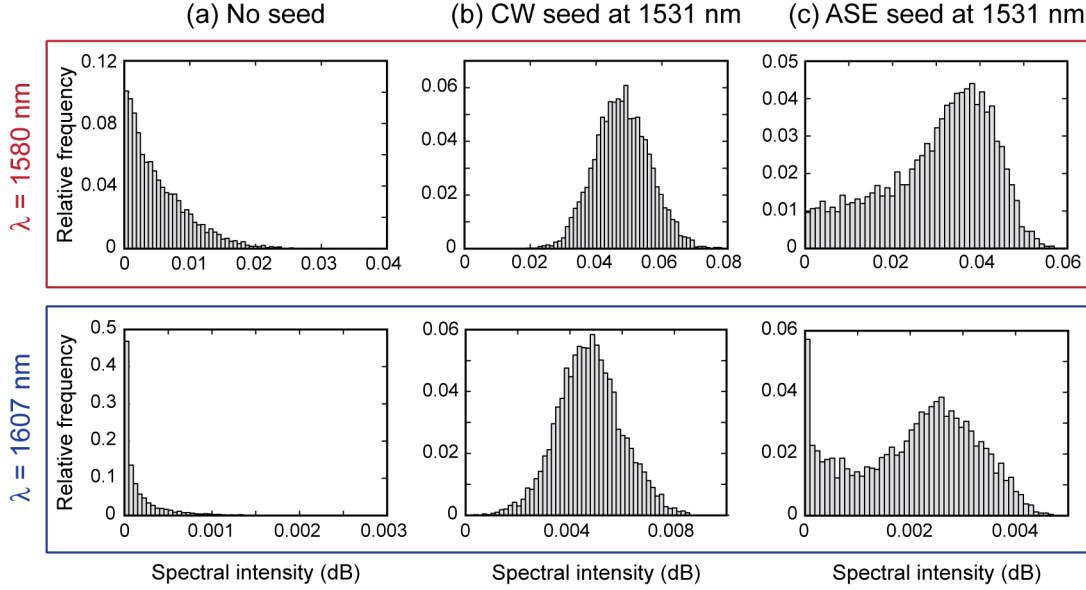 (a) No seed
(b) CW seed at 1531 nm
(c) ASE seed at 1531 nm
λ = 1580 nm
Relative frequency
0.12
0.08
0.04
0
0 0.01 0.02 0.03 0.04
0.06
0.04
0.02
0
0 0.02 0.04 0.06 0.08
0.05
0.04
0.03
0.02
0.01
0
0 0.02 0.04 0.06
λ = 1607 nm
Relative frequency
0.5
0.4
0.3
0.2
0.1
0
0 0.001 0.002 0.003
0.06
0.04
0.02
0
0 0.004 0.008
0.06
0.04
0.02
0
0 0.002 0.004
Spectral intensity (dB)
Spectral intensity (dB)
Spectral intensity (dB)